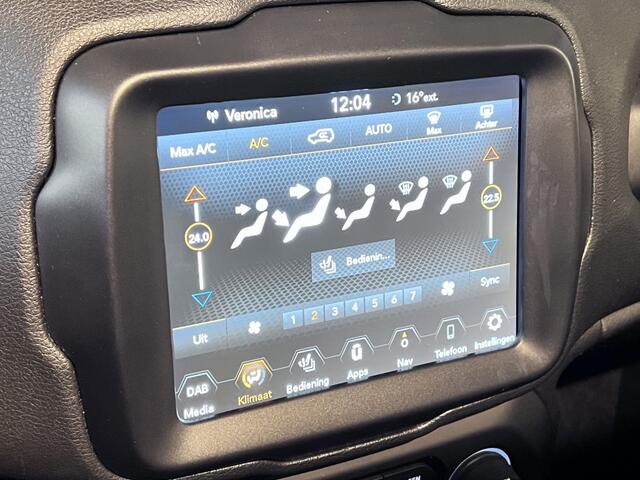 Veronica 12:04 16°ext.
Max A/C A/C AUTO Max Achter
24.0 22.5
Bedienin...
Uit 1 2 3 4 5 6 7 Sync
DAB O
Media Klimaat Bediening Apps Nav Telefoon Instellingen